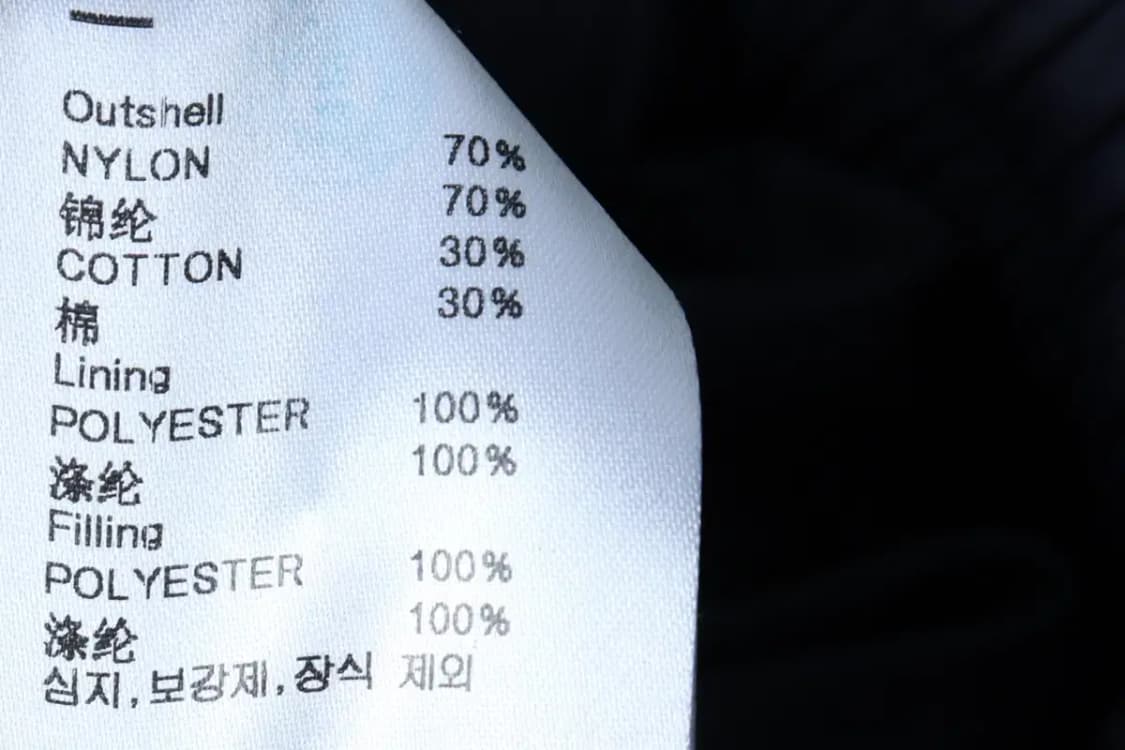 Outshell
NYLON 70%
锦纶 70%
COTTON 30%
棉 30%
Lining
POLYESTER 100%
涤纶 100%
Filling
POLYESTER 100%
涤纶 100%
심지,보강제,장식 제외